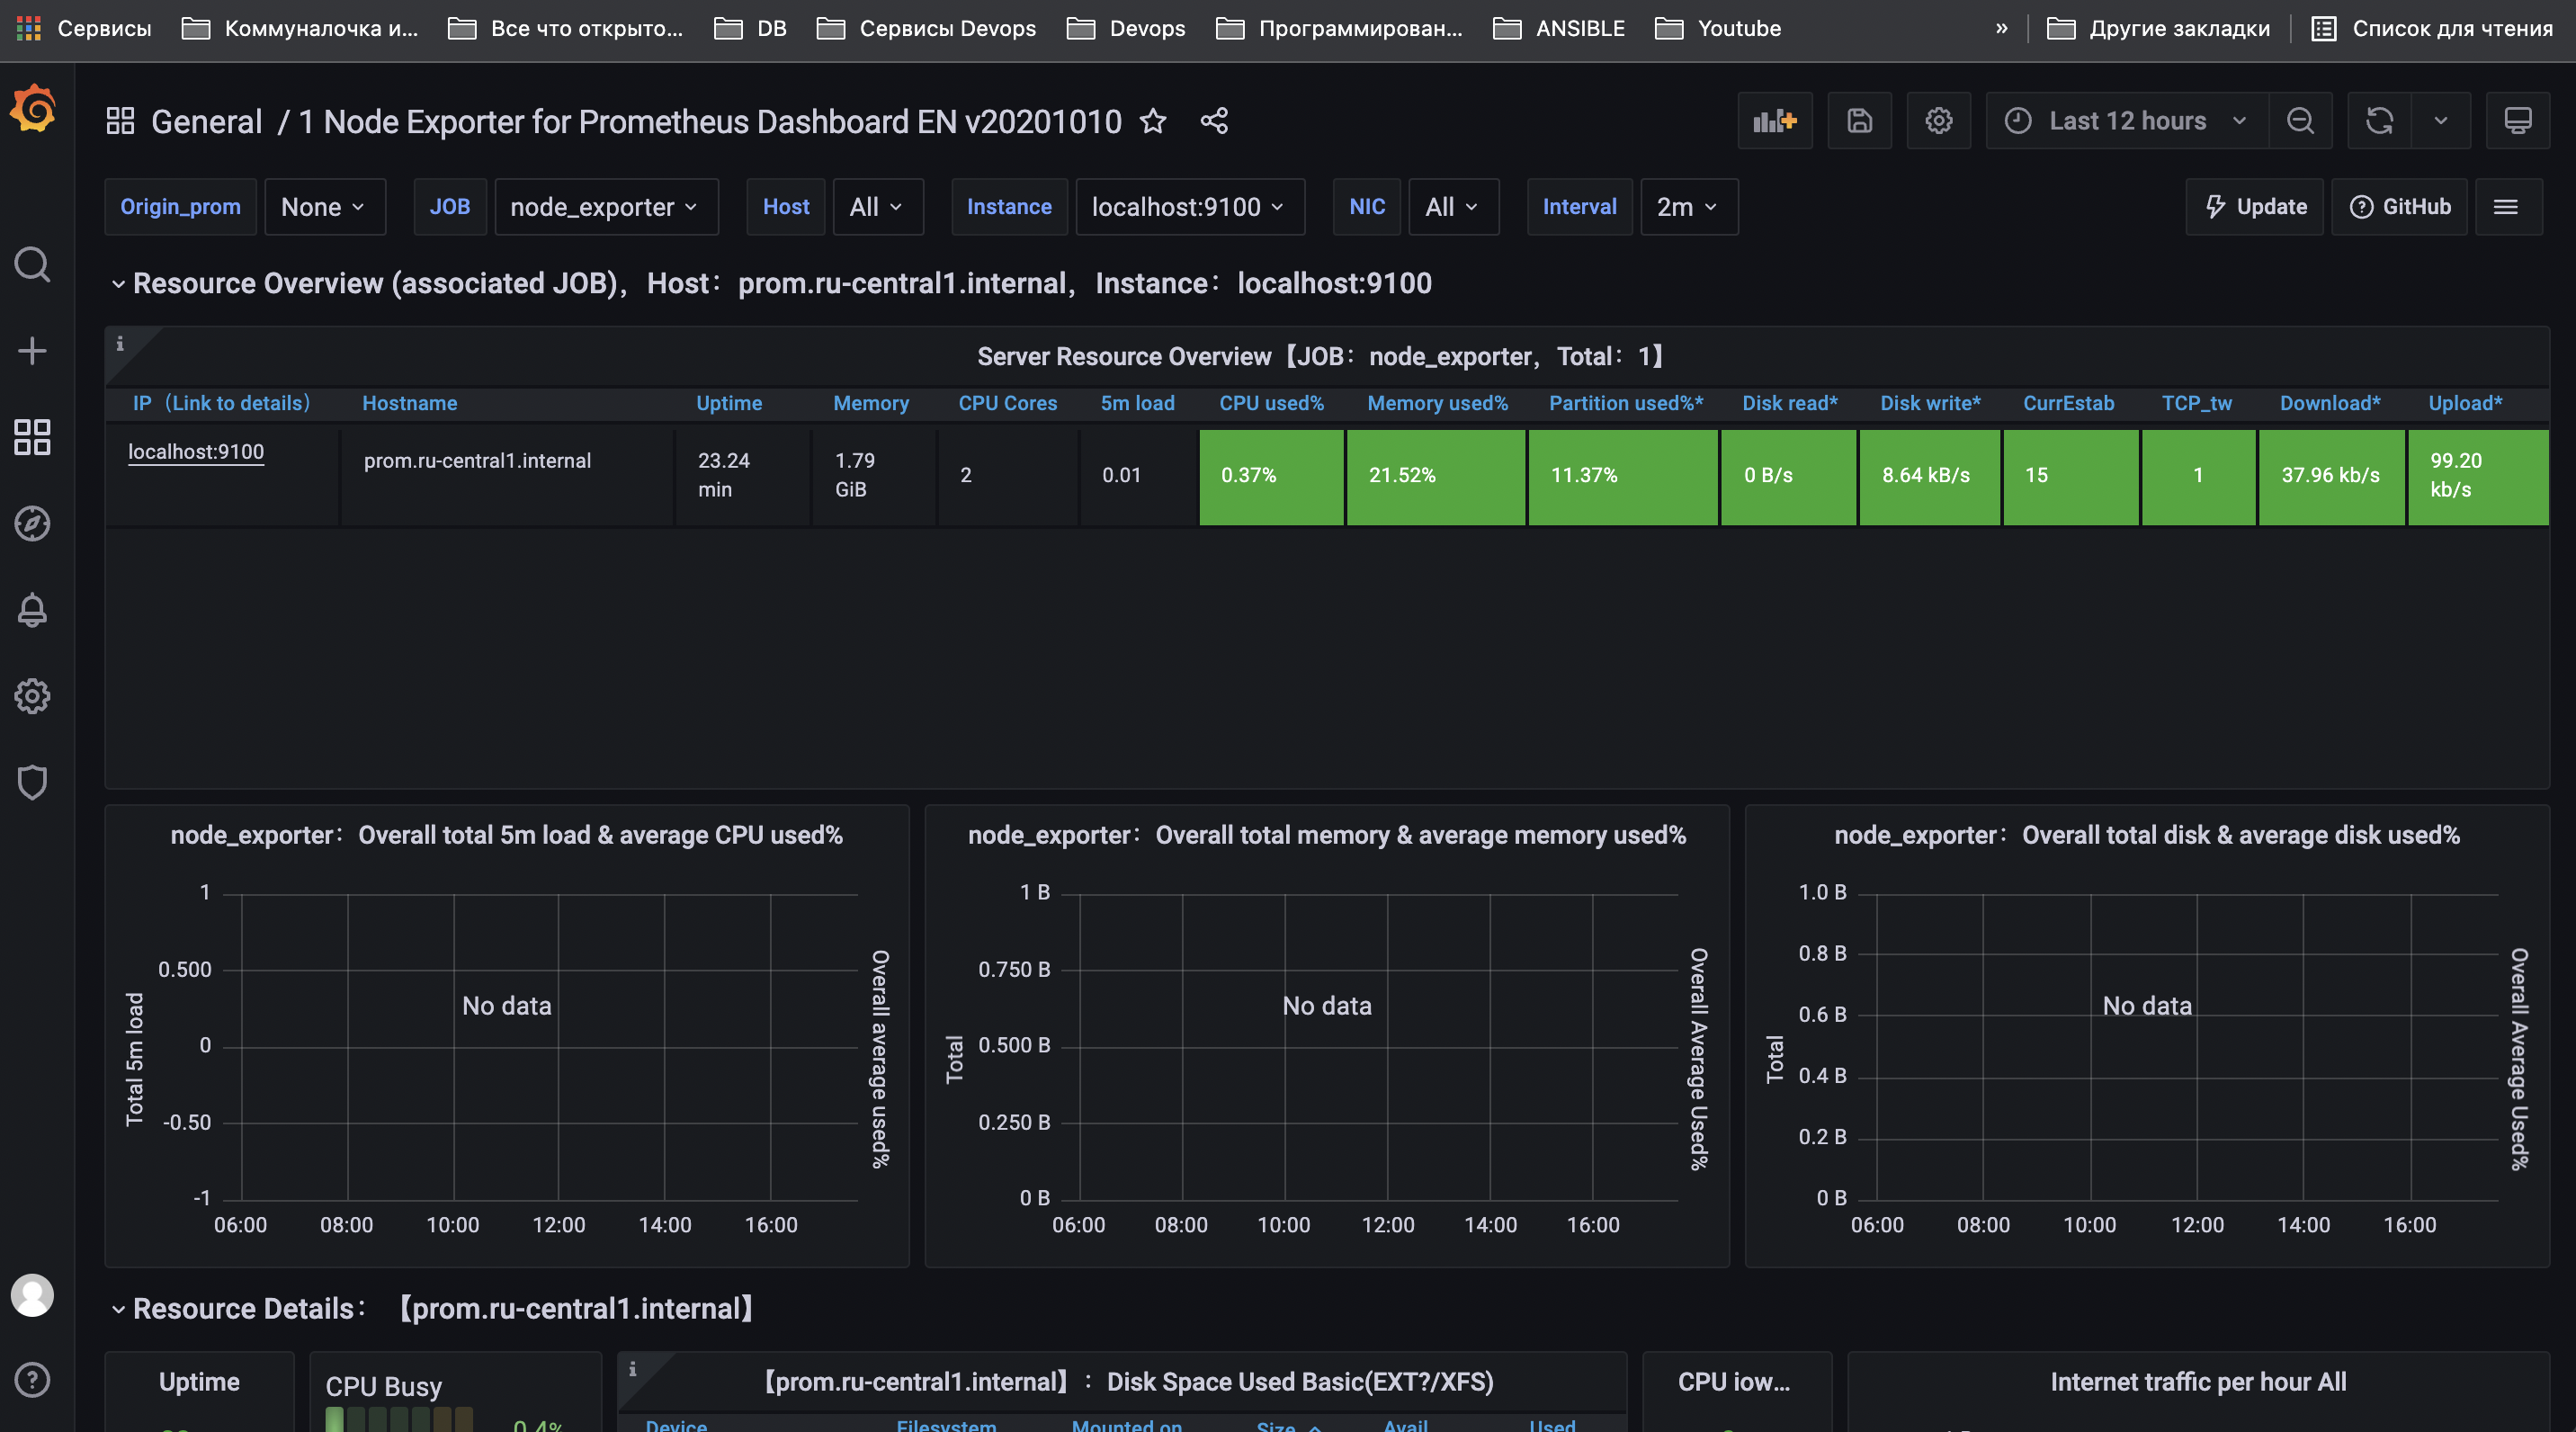 Сервисы Коммуналочка и... Все что открыто... DB Сервисы Devops Devops Программирован... ANSIBLE Youtube » Другие закладки Список для чтения
General / 1 Node Exporter for Prometheus Dashboard EN v20201010 Last 12 hours
Origin_prom None JOB node_exporter Host All Instance localhost:9100 NIC All Interval 2m Update GitHub
Resource Overview (associated JOB)，Host：prom.ru-central1.internal，Instance：localhost:9100
Server Resource Overview【JOB：node_exporter，Total：1】
IP（Link to details） Hostname Uptime Memory CPU Cores 5m load CPU used% Memory used% Partition used%* Disk read* Disk write* CurrEstab TCP_tw Download* Upload*
localhost:9100 prom.ru-central1.internal 23.24 min 1.79 GiB 2 0.01 0.37% 21.52% 11.37% 0 B/s 8.64 kB/s 15 1 37.96 kb/s 99.20 kb/s
node_exporter：Overall total 5m load & average CPU used%
1
0.500
0
-0.50
-1
Total 5m load
No data
Overall average used%
06:00 08:00 10:00 12:00 14:00 16:00
node_exporter：Overall total memory & average memory used%
1 B
0.750 B
0.500 B
0.250 B
0 B
Total
No data
Overall Average Used%
06:00 08:00 10:00 12:00 14:00 16:00
node_exporter：Overall total disk & average disk used%
1.0 B
0.8 B
0.6 B
0.4 B
0.2 B
0 B
Total
No data
Overall Average Used%
06:00 08:00 10:00 12:00 14:00 16:00
Resource Details：【prom.ru-central1.internal】
Uptime
CPU Busy
0.4%
【prom.ru-central1.internal】：Disk Space Used Basic(EXT?/XFS)
Device Filesystem Mounted on Size Avail Used
CPU iow...
Internet traffic per hour All